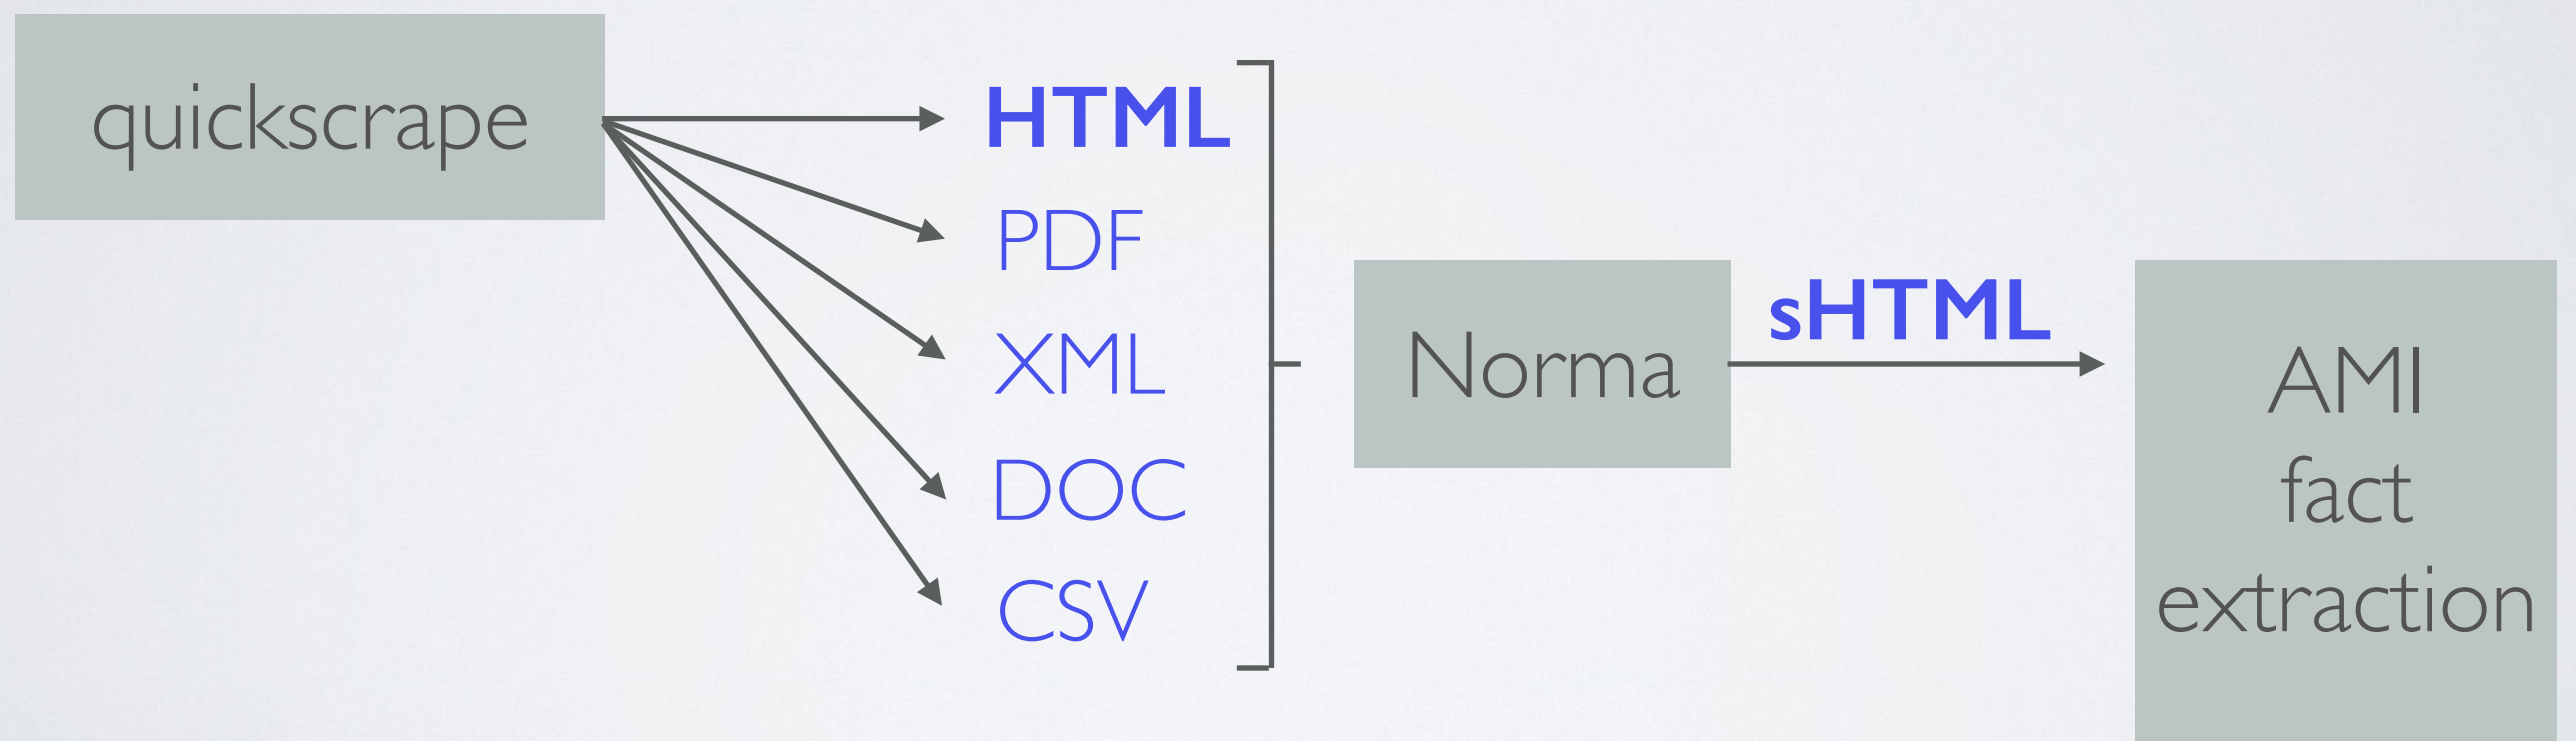 quickscrape
HTML
PDF
XML
DOC
CSV
Norma
sHTML
AMI
fact
extraction